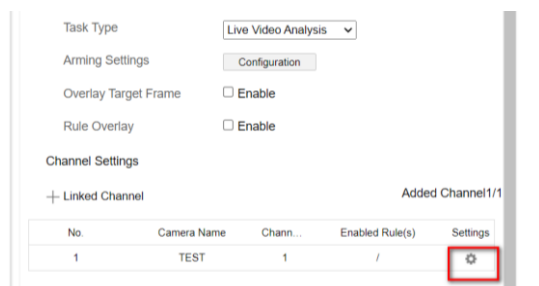 Task Type Live Video Analysis
Arming Settings Configuration
Overlay Target Frame Enable
Rule Overlay Enable
Channel Settings
Linked Channel Added Channel1/1
No. Camera Name Chann... Enabled Rule(s) Settings
1 TEST 1 /